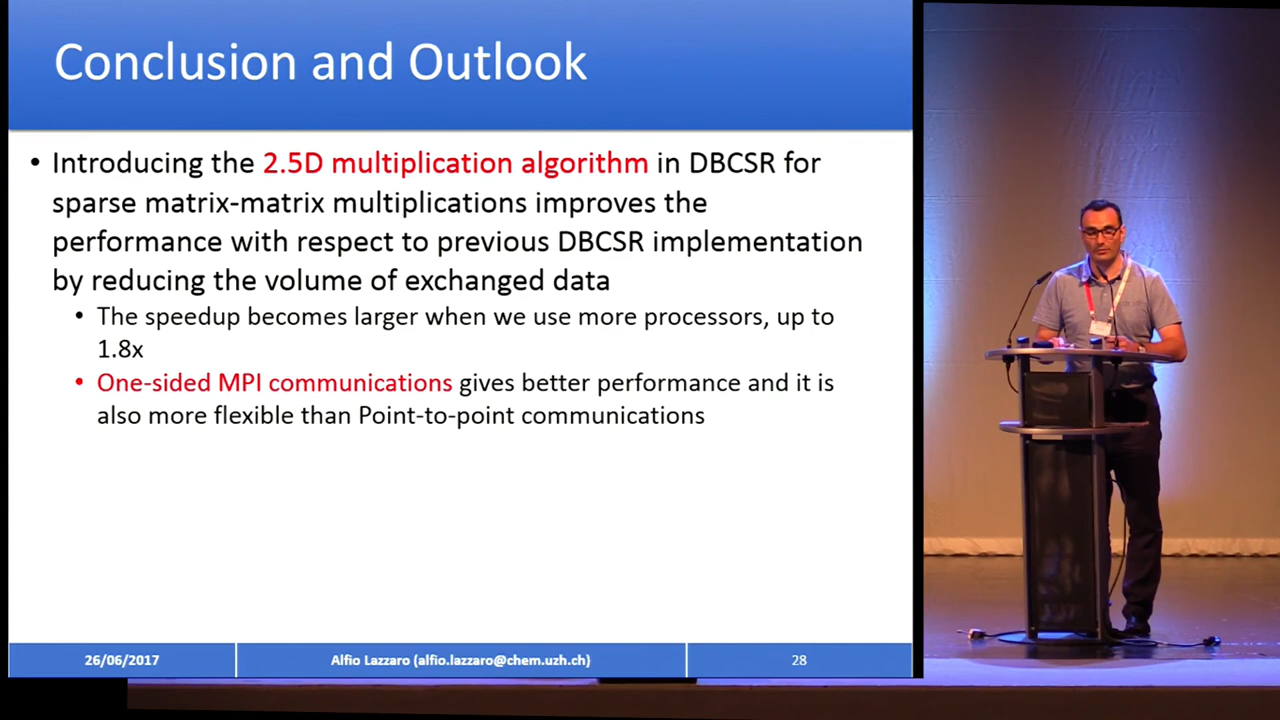 Conclusion and Outlook
• Introducing the 2.5D multiplication algorithm in DBCSR for
sparse matrix-matrix multiplications improves the
performance with respect to previous DBCSR implementation
by reducing the volume of exchanged data
• The speedup becomes larger when we use more processors, up to
1.8x
• One-sided MPI communications gives better performance and it is
also more flexible than Point-to-point communications
26/06/2017
Alfio Lazzaro (alfio.lazzaro@chem.uzh.ch)
28